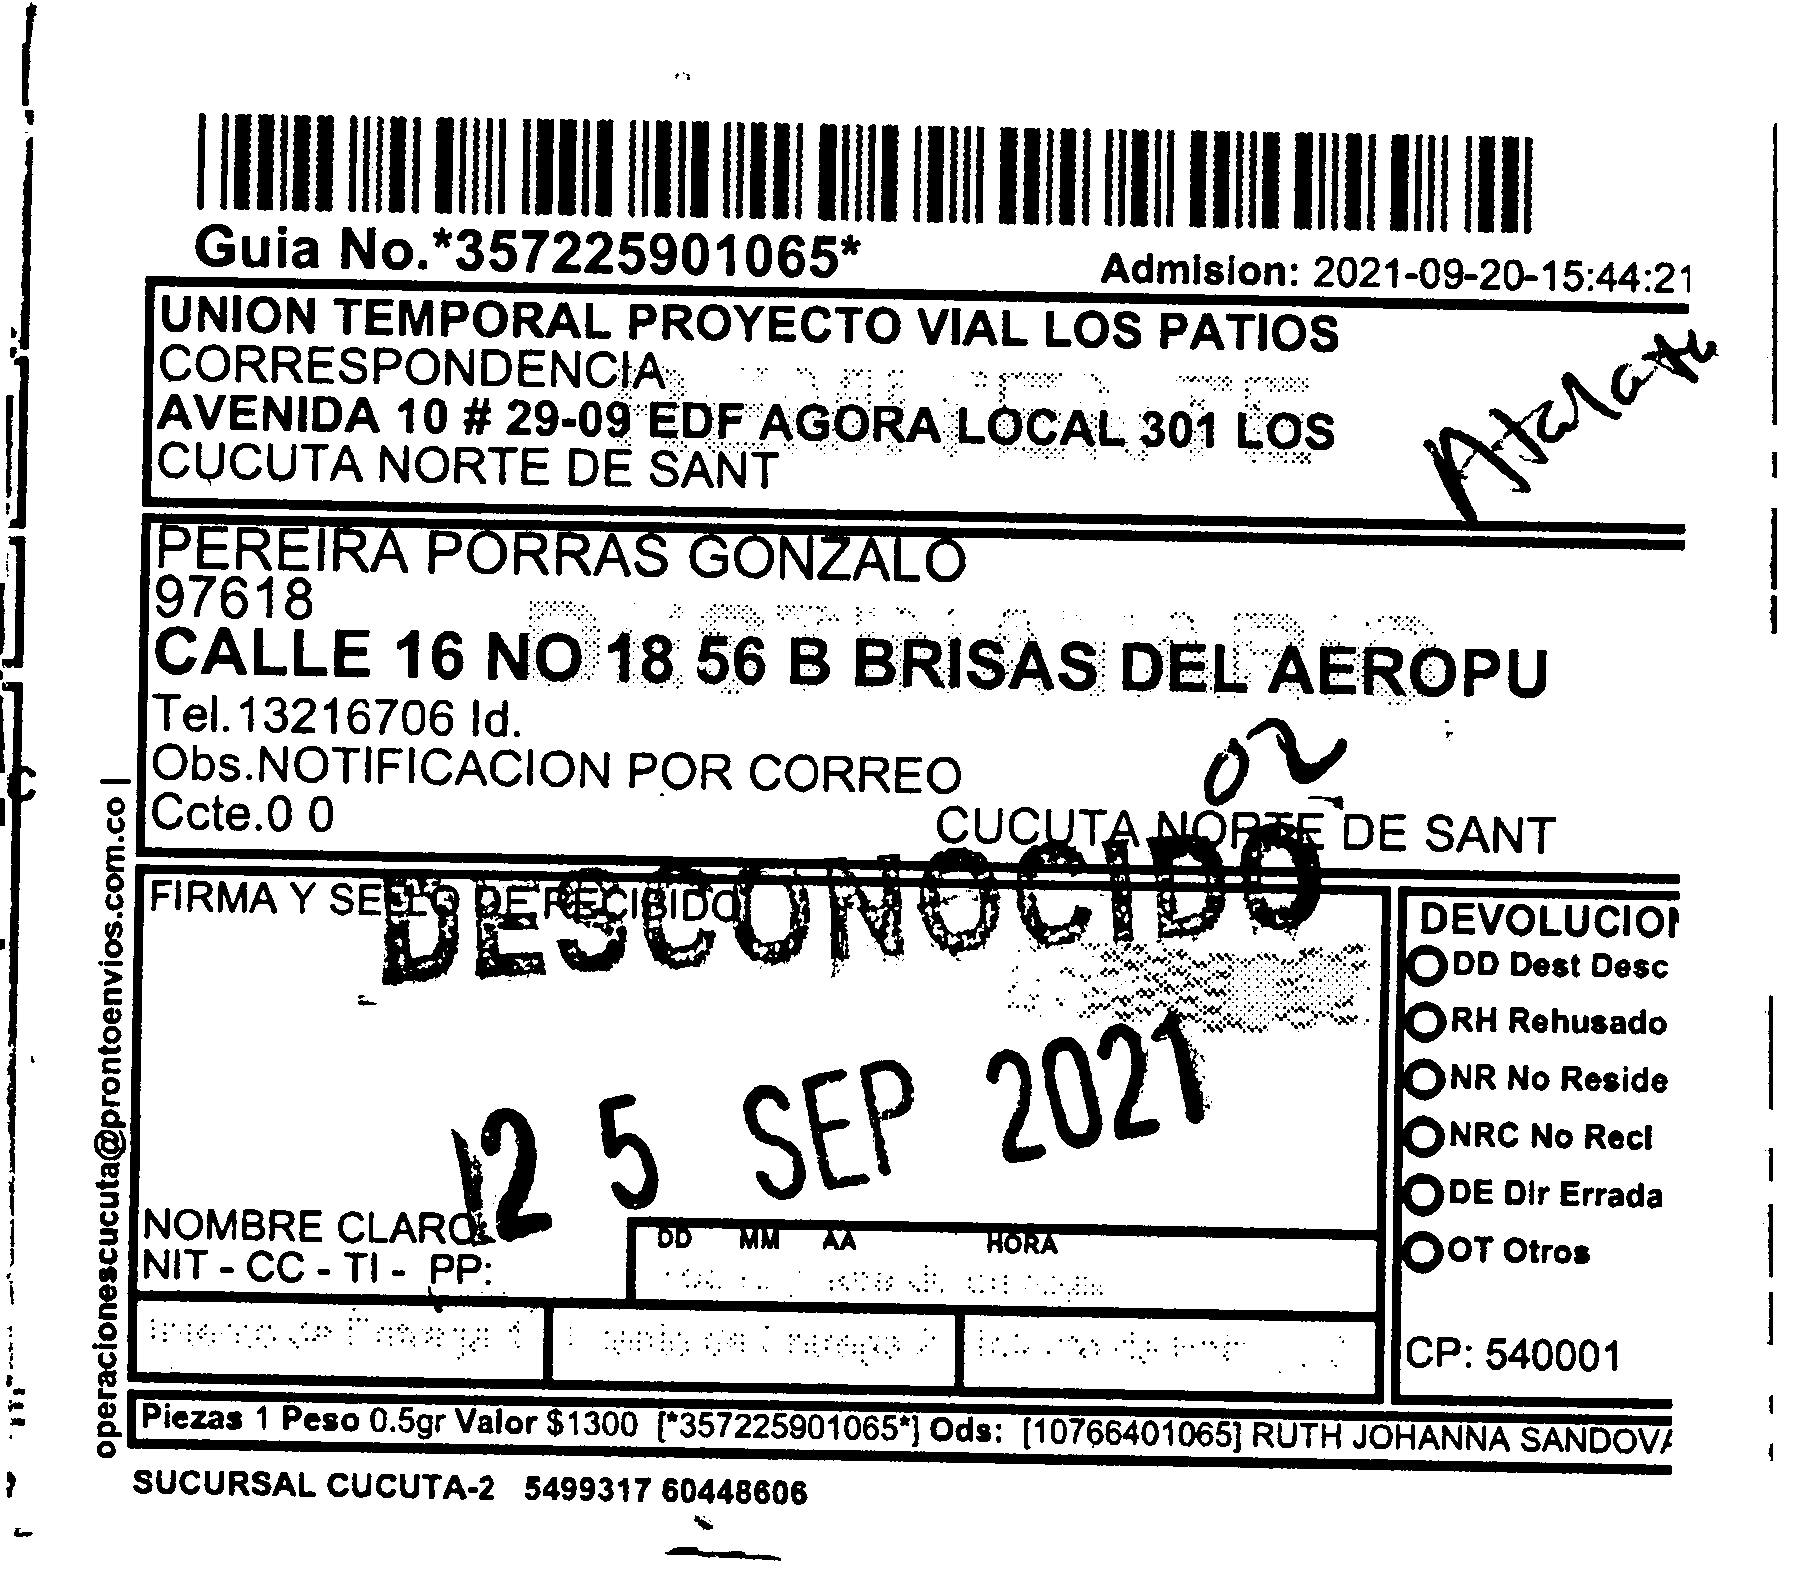 Guia No.*357225901065*
Admision: 2021-09-20-15:44:21
UNION TEMPORAL PROYECTO VIAL LOS PATIOS
CORRESPONDENCIA
AVENIDA 10 # 29-09 EDF AGORA LOCAL 301 LOS
CUCUTA NORTE DE SANT
PEREIRA PORRAS GONZALO
97618
CALLE 16 NO 18 56 B BRISAS DEL AEROPU
Tel.13216706 Id.
Obs.NOTIFICACION POR CORREO
02
Ccte.0 0
CUCUTA NORTE DE SANT
operacionescucuta@prontoenvios.com.co |
FIRMA Y SELLO DE RECIBIDO
DESCONOCIDO
25 SEP 2021
NOMBRE CLARO
NIT - CC - TI - PP:
DD MM AA HORA
DEVOLUCION
DD Dest Desc
RH Rehusado
NR No Reside
NRC No Recl
DE Dir Errada
OT Otros
CP: 540001
Piezas 1 Peso 0.5gr Valor $1300 [*357225901065*] Ods: [10766401065] RUTH JOHANNA SANDOVA
SUCURSAL CUCUTA-2 5499317 60448606